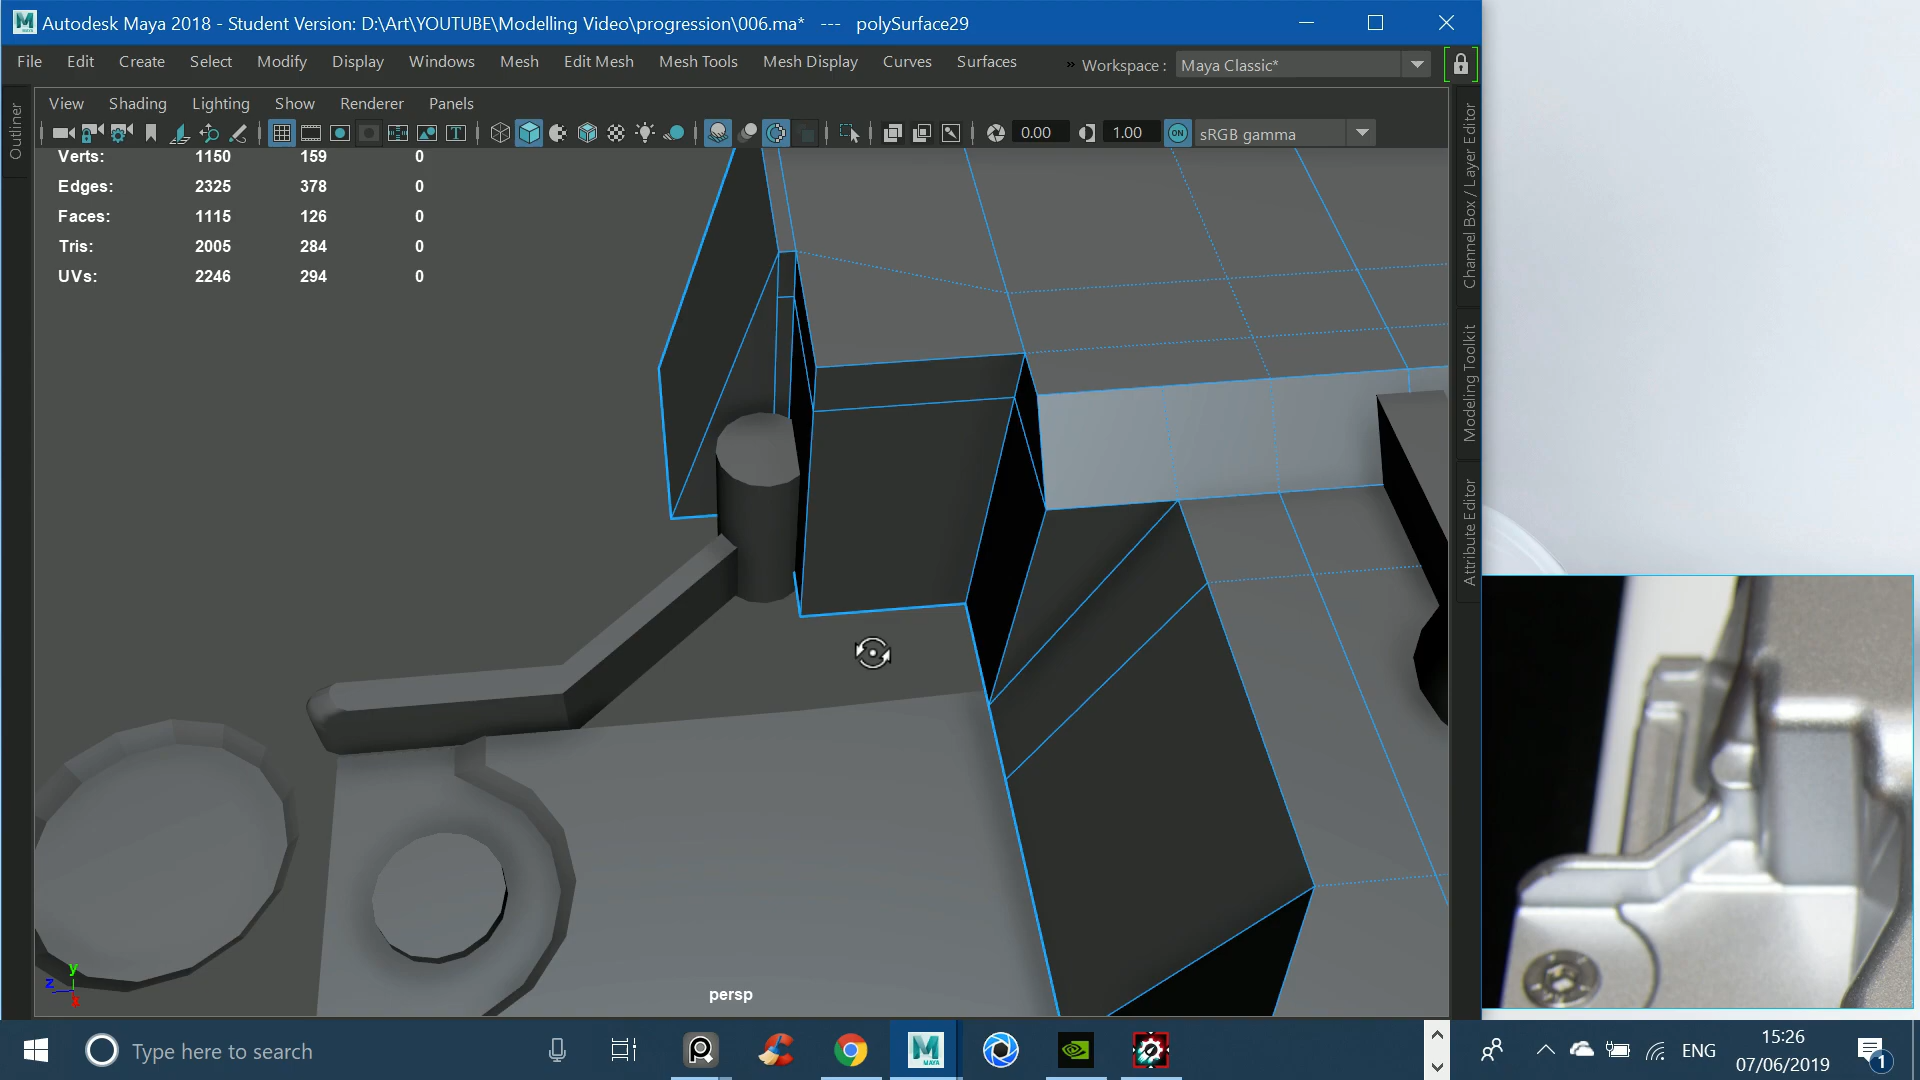 Autodesk Maya 2018 - Student Version: D:\Art\YOUTUBE\Modelling Video\progression\006.ma* --- polySurface29
File Edit Create Select Modify Display Windows Mesh Edit Mesh Mesh Tools Mesh Display Curves Surfaces » Workspace : Maya Classic*
View Shading Lighting Show Renderer Panels
0.00 1.00 ON sRGB gamma
Outliner
Verts: 1150 159 0
Edges: 2325 378 0
Faces: 1115 126 0
Tris: 2005 284 0
UVs: 2246 294 0
Channel Box / Layer Editor
Modeling Toolkit
Attribute Editor
y
z
x
persp
Type here to search
MAYA
ENG
15:26
07/06/2019
1